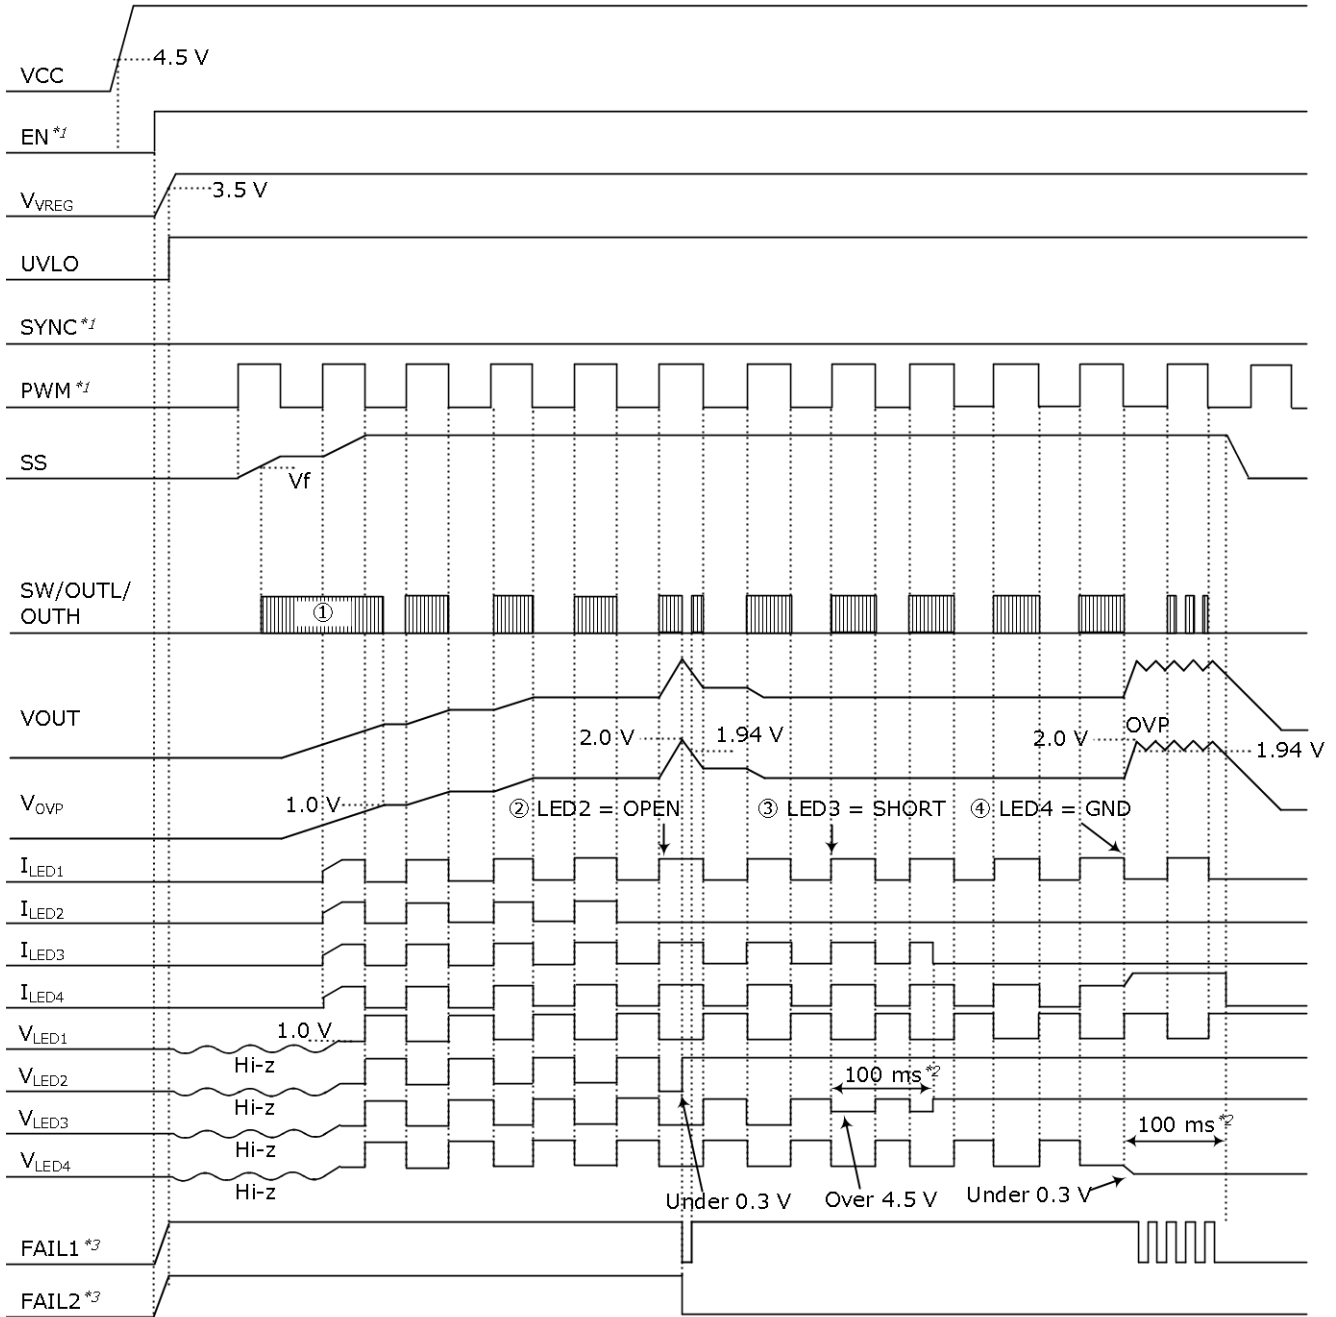 4.5 V
VCC
EN*1
3.5 V
VVREG
UVLO
SYNC*1
PWM*1
SS
Vf
SW/OUTL/
OUTH
①
VOUT
2.0 V
1.94 V
2.0 V
OVP
1.94 V
VOVP
1.0 V
② LED2 = OPEN
③ LED3 = SHORT
④ LED4 = GND
ILED1
ILED2
ILED3
ILED4
VLED1
1.0 V
Hi-z
VLED2
100 ms*2
Hi-z
VLED3
100 ms*2
Hi-z
VLED4
Hi-z
Under 0.3 V
Over 4.5 V
Under 0.3 V
FAIL1*3
FAIL2*3